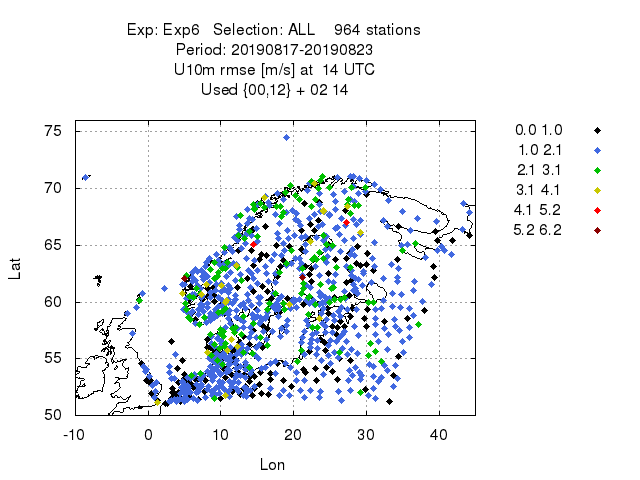 Exp: Exp6 Selection: ALL 964 stations
Period: 20190817-20190823
U10m rmse [m/s] at 14 UTC
Used {00,12} + 02 14
75
70
65
60
55
50
Lat
-10 0 10 20 30 40
Lon
0.0 1.0
1.0 2.1
2.1 3.1
3.1 4.1
4.1 5.2
5.2 6.2